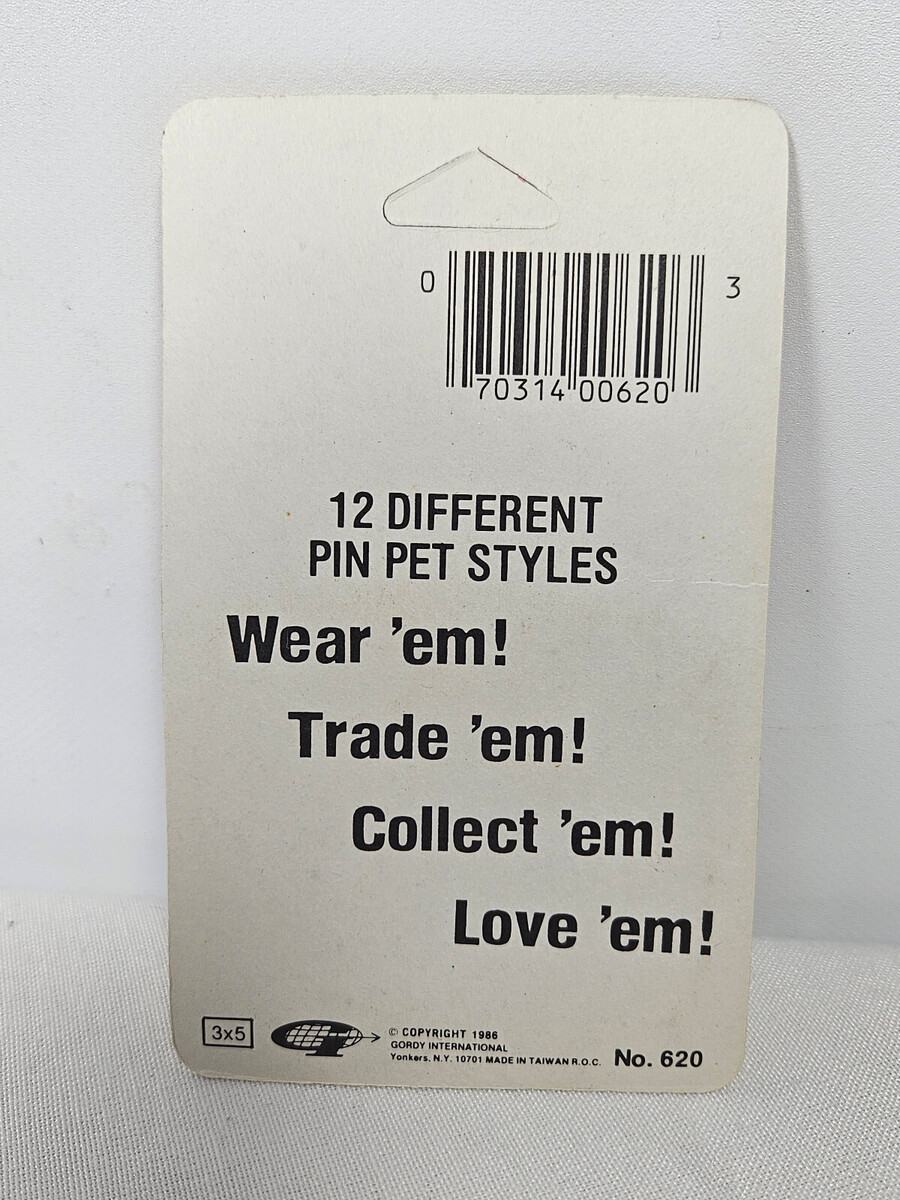 0 3
70314 00620
12 DIFFERENT
PIN PET STYLES
Wear 'em!
Trade 'em!
Collect 'em!
Love 'em!
3x5
© COPYRIGHT 1986
GORDY INTERNATIONAL
Yonkers, N.Y. 10701 MADE IN TAIWAN R.O.C. No. 620